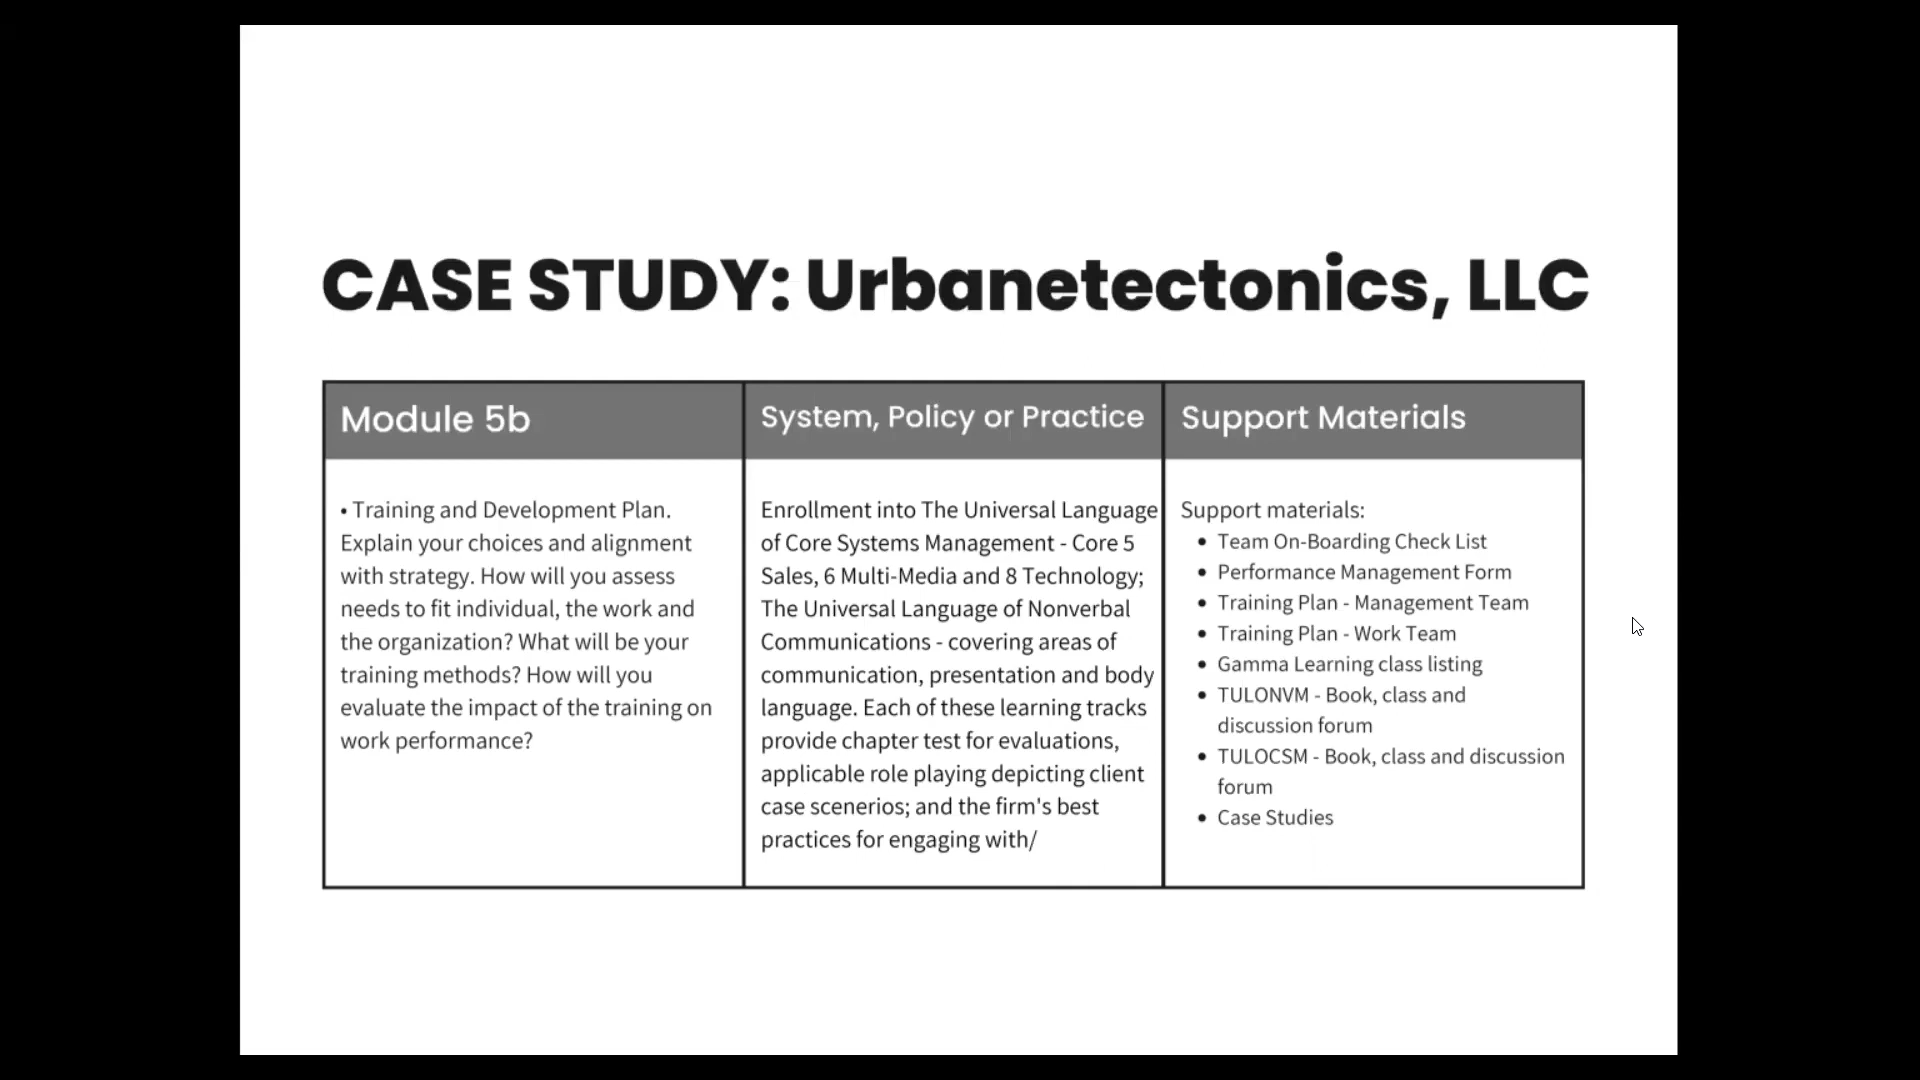 CASE STUDY: Urbanetectonics, LLC
Module 5b
• Training and Development Plan.
Explain your choices and alignment
with strategy. How will you assess
needs to fit individual, the work and
the organization? What will be your
training methods? How will you
evaluate the impact of the training on
work performance?
System, Policy or Practice
Enrollment into The Universal Language
of Core Systems Management - Core 5
Sales, 6 Multi-Media and 8 Technology;
The Universal Language of Nonverbal
Communications - covering areas of
communication, presentation and body
language. Each of these learning tracks
provide chapter test for evaluations,
applicable role playing depicting client
case scenerios; and the firm's best
practices for engaging with/
Support Materials
Support materials:
• Team On-Boarding Check List
• Performance Management Form
• Training Plan - Management Team
• Training Plan - Work Team
• Gamma Learning class listing
• TULONVM - Book, class and
discussion forum
• TULOCSM - Book, class and discussion
forum
• Case Studies